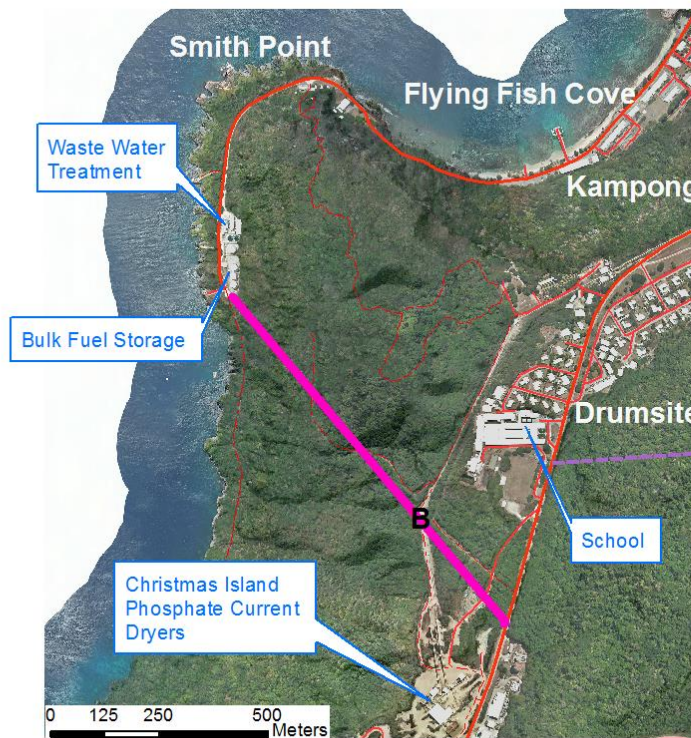 Smith Point
Flying Fish Cove
Waste Water
Treatment
Kampong
Bulk Fuel Storage
Drumsite
B
School
Christmas Island
Phosphate Current
Dryers
0 125 250 500
Meters